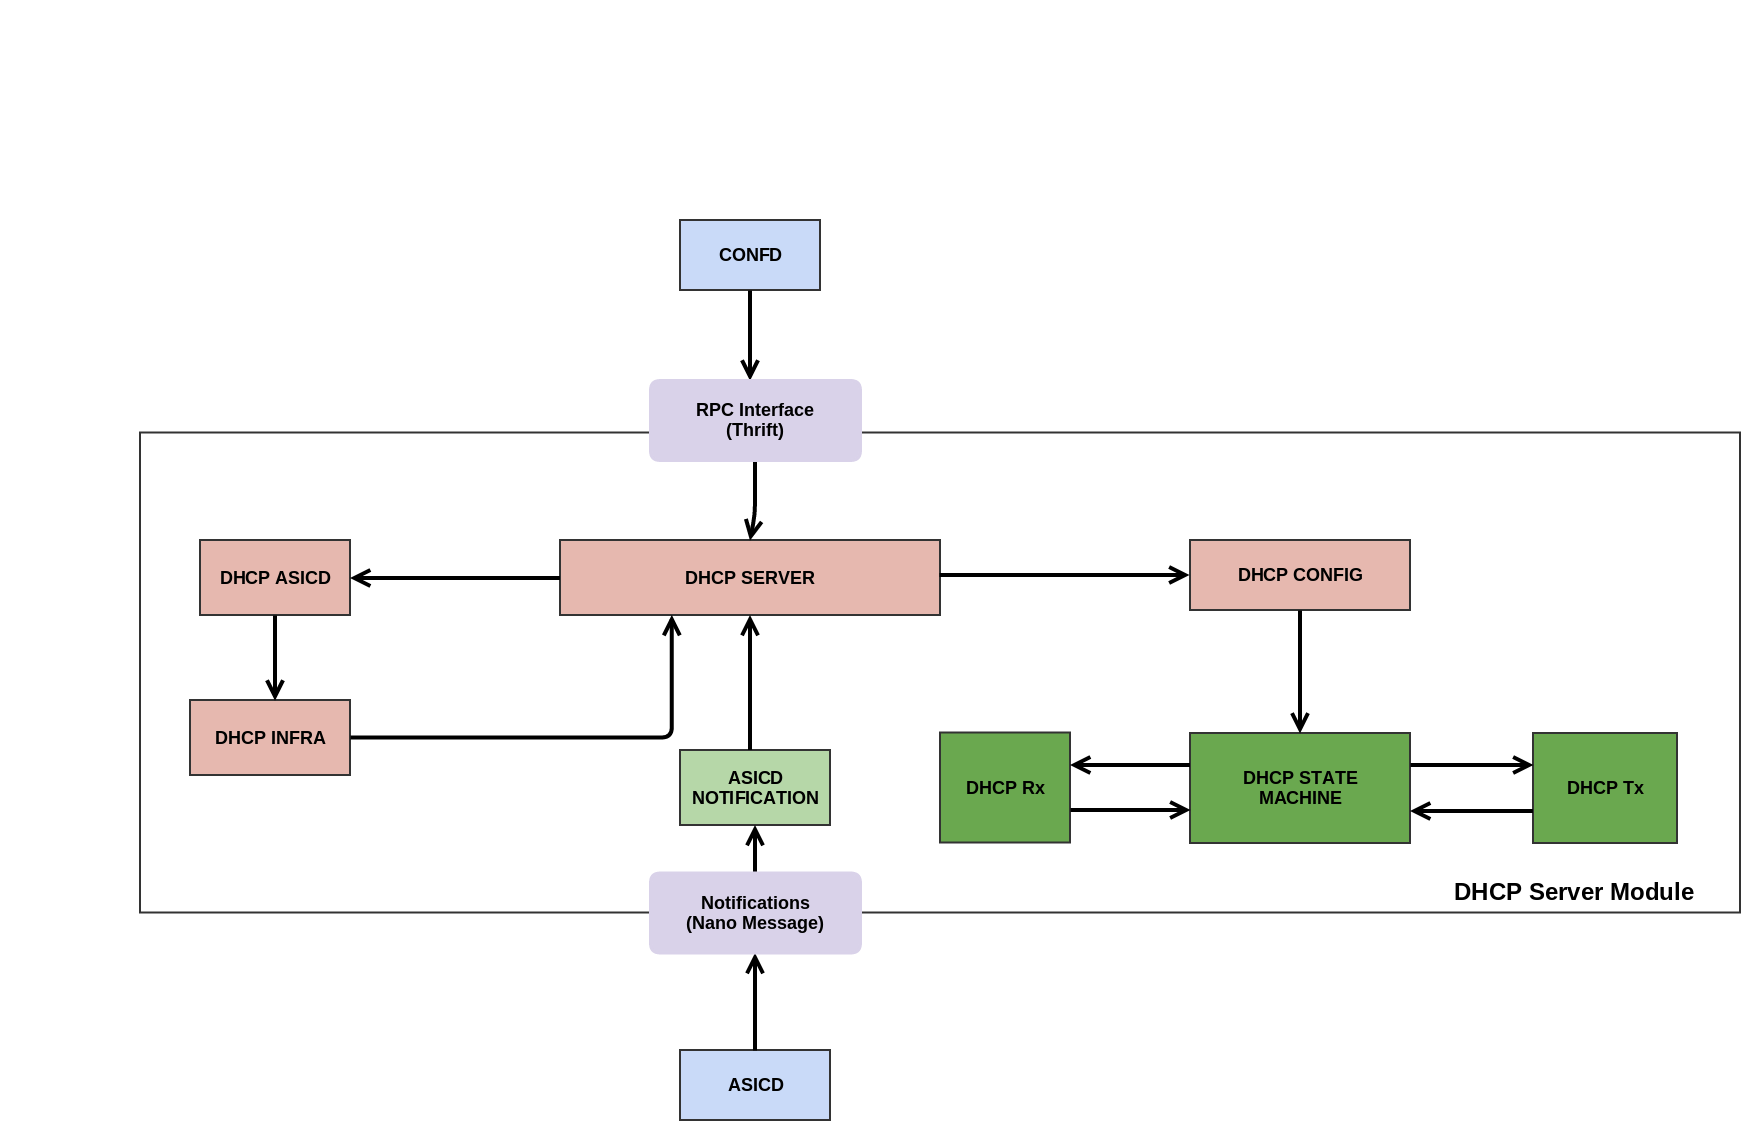 CONFD
RPC Interface
(Thrift)
DHCP ASICD
DHCP SERVER
DHCP CONFIG
DHCP INFRA
ASICD
NOTIFICATION
DHCP Rx
DHCP STATE
MACHINE
DHCP Tx
DHCP Server Module
Notifications
(Nano Message)
ASICD